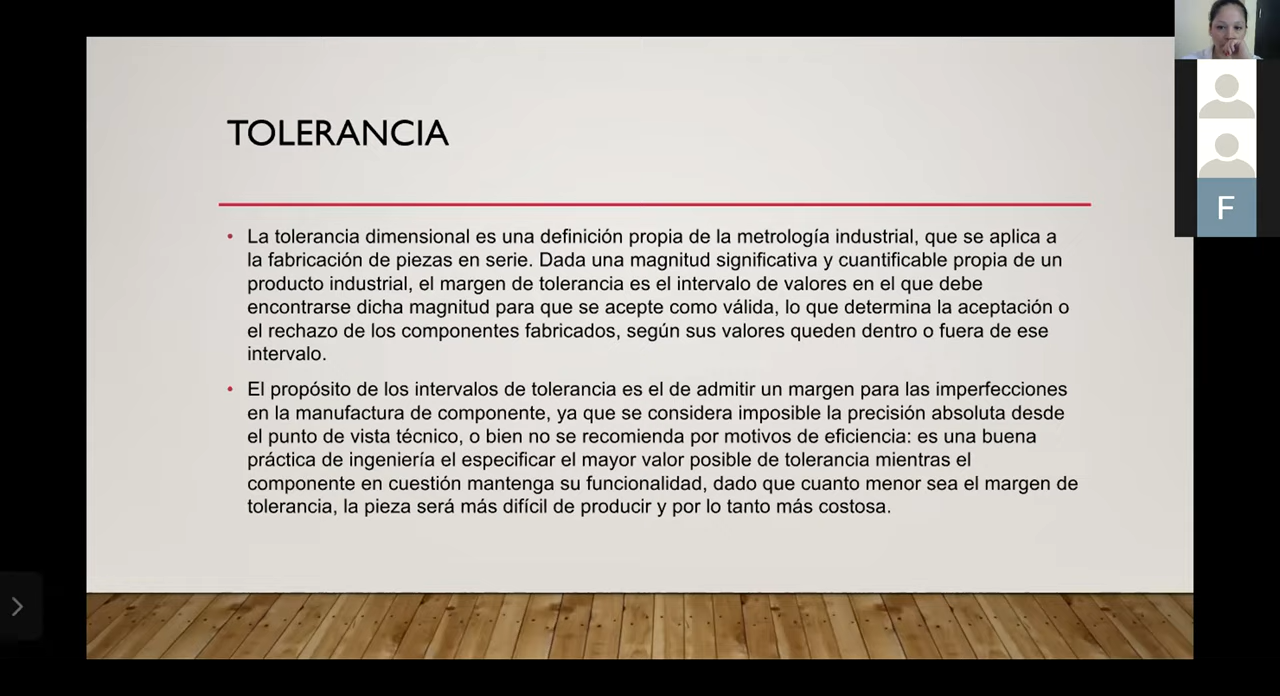 TOLERANCIA
• La tolerancia dimensional es una definición propia de la metrología industrial, que se aplica a
la fabricación de piezas en serie. Dada una magnitud significativa y cuantificable propia de un
producto industrial, el margen de tolerancia es el intervalo de valores en el que debe
encontrarse dicha magnitud para que se acepte como válida, lo que determina la aceptación o
el rechazo de los componentes fabricados, según sus valores queden dentro o fuera de ese
intervalo.
• El propósito de los intervalos de tolerancia es el de admitir un margen para las imperfecciones
en la manufactura de componente, ya que se considera imposible la precisión absoluta desde
el punto de vista técnico, o bien no se recomienda por motivos de eficiencia: es una buena
práctica de ingeniería el especificar el mayor valor posible de tolerancia mientras el
componente en cuestión mantenga su funcionalidad, dado que cuanto menor sea el margen de
tolerancia, la pieza será más difícil de producir y por lo tanto más costosa.
F